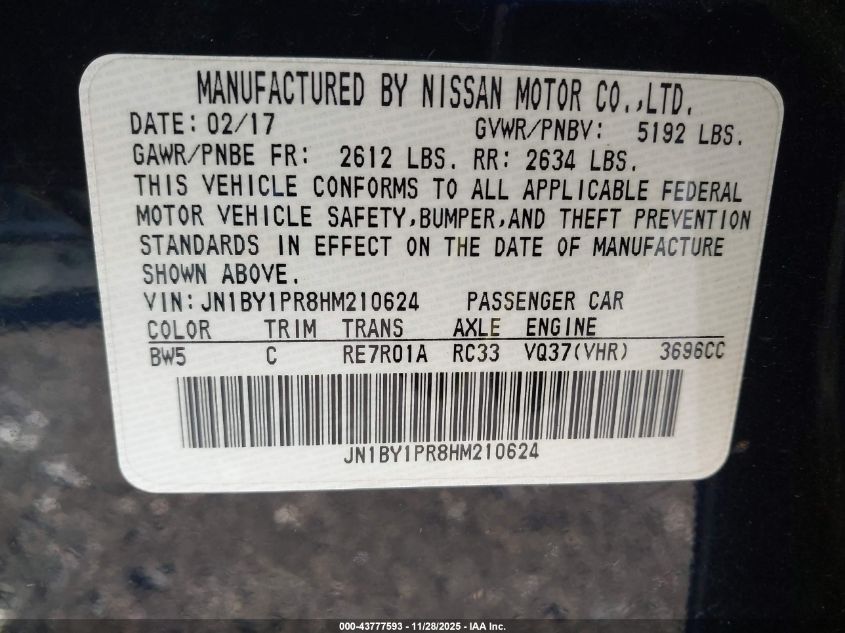 MANUFACTURED BY NISSAN MOTOR CO.,LTD.
DATE: 02/17 GVWR/PNBV: 5192 LBS.
GAWR/PNBE FR: 2612 LBS. RR: 2634 LBS.
THIS VEHICLE CONFORMS TO ALL APPLICABLE FEDERAL
MOTOR VEHICLE SAFETY,BUMPER,AND THEFT PREVENTION
STANDARDS IN EFFECT ON THE DATE OF MANUFACTURE
SHOWN ABOVE.
VIN: JN1BY1PR8HM210624 PASSENGER CAR
COLOR TRIM TRANS AXLE ENGINE
BW5 C RE7R01A RC33 VQ37(VHR) 3696CC
JN1BY1PR8HM210624
000-43777593 - 11/28/2025 - IAA Inc.